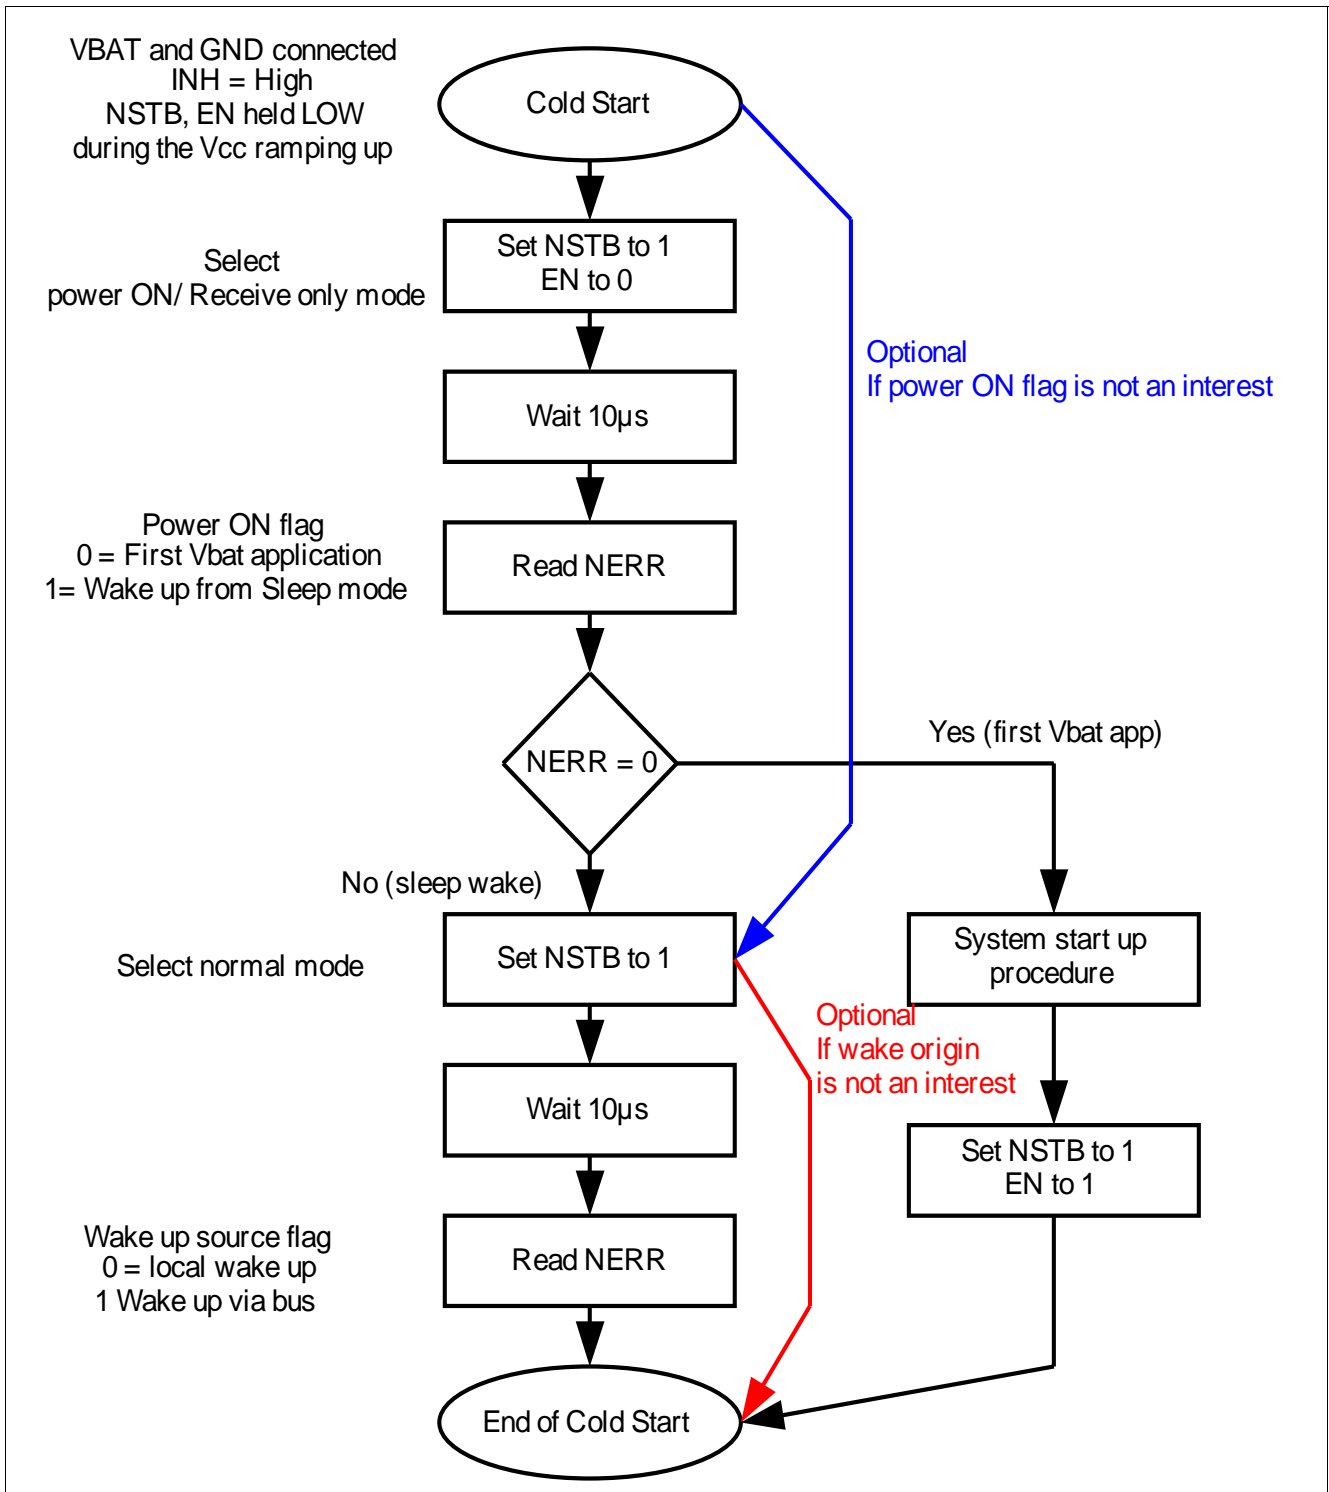 VBAT and GND connected
INH = High
NSTB, EN held LOW
during the Vcc ramping up
Cold Start
Select
power ON/ Receive only mode
Set NSTB to 1
EN to 0
Optional
If power ON flag is not an interest
Wait 10µs
Power ON flag
0 = First Vbat application
1= Wake up from Sleep mode
Read NERR
NERR = 0
Yes (first Vbat app)
No (sleep wake)
Select normal mode
Set NSTB to 1
System start up
procedure
Optional
If wake origin
is not an interest
Wait 10µs
Set NSTB to 1
EN to 1
Wake up source flag
0 = local wake up
1 Wake up via bus
Read NERR
End of Cold Start